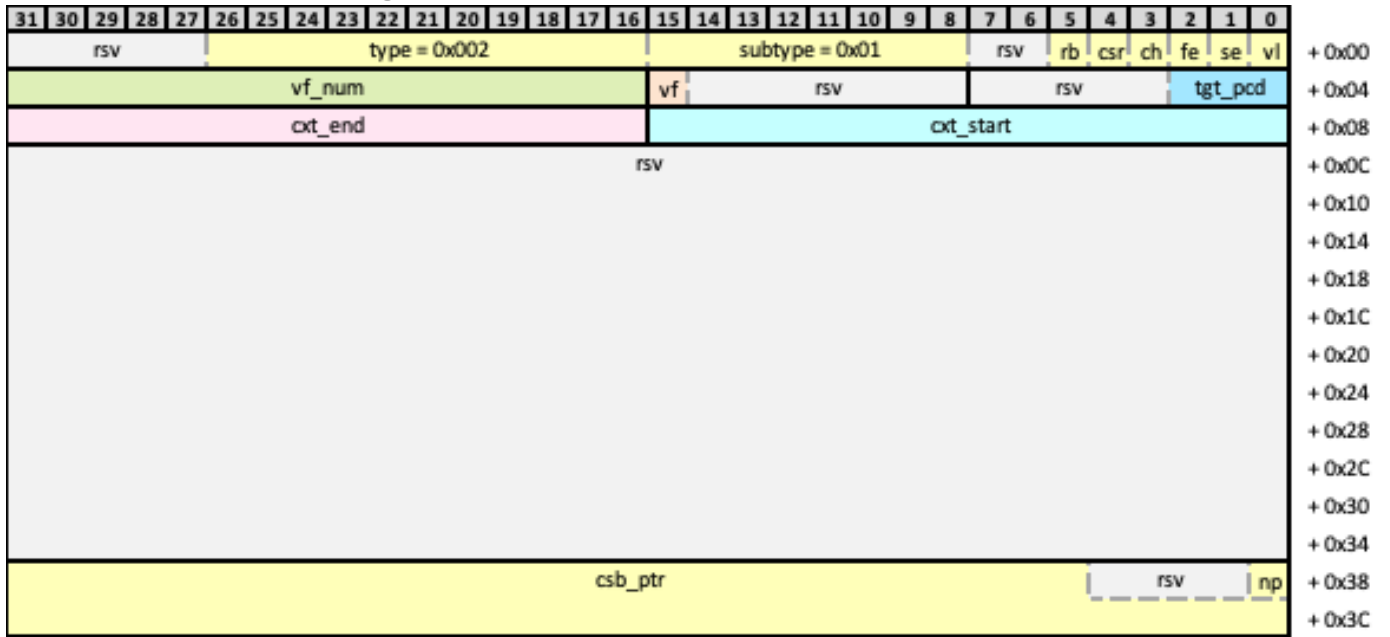 31 30 29 28 27 26 25 24 23 22 21 20 19 18 17 16 15 14 13 12 11 10 9 8 7 6 5 4 3 2 1 0
rsv type = 0x002 subtype = 0x01 rsv rb csr ch fe se vl + 0x00
vf_num vf rsv rsv tgt_pcd + 0x04
cxt_end cxt_start + 0x08
rsv + 0x0C
+ 0x10
+ 0x14
+ 0x18
+ 0x1C
+ 0x20
+ 0x24
+ 0x28
+ 0x2C
+ 0x30
+ 0x34
csb_ptr rsv np + 0x38
+ 0x3C